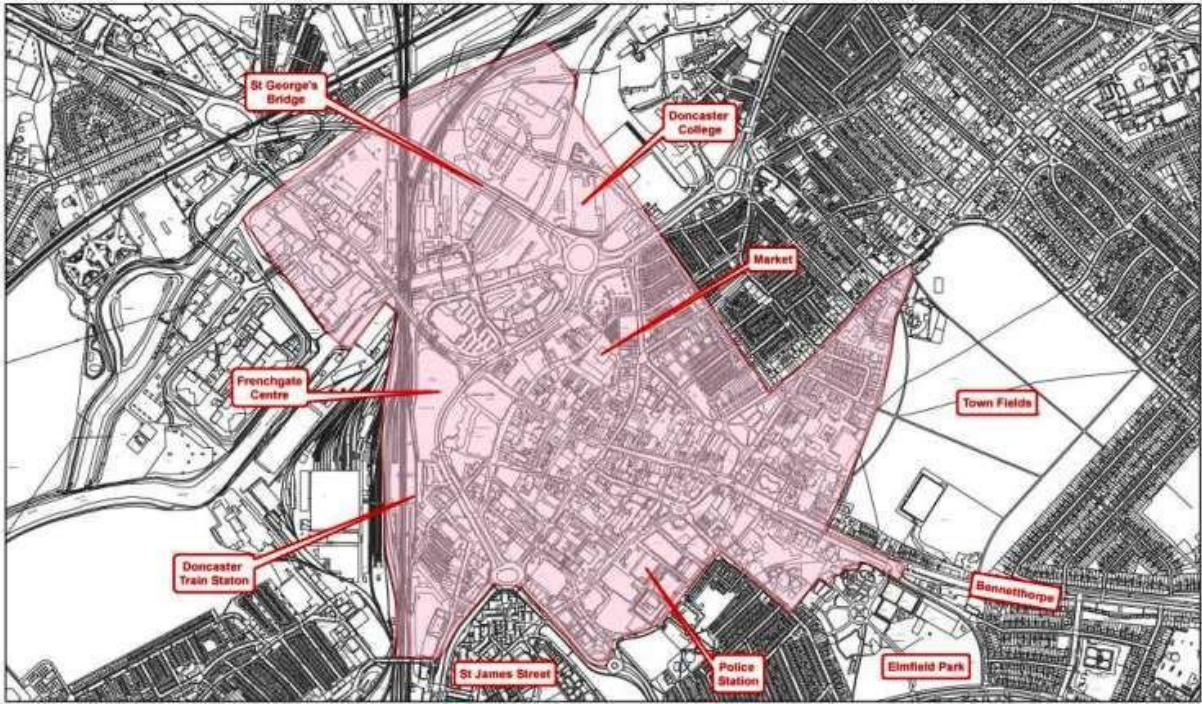 St George's
Bridge
Doncaster
College
Market
Frenchgate
Centre
Town Fields
Doncaster
Train Staton
Bennetthorpe
St James Street
Police
Station
Elmfield Park